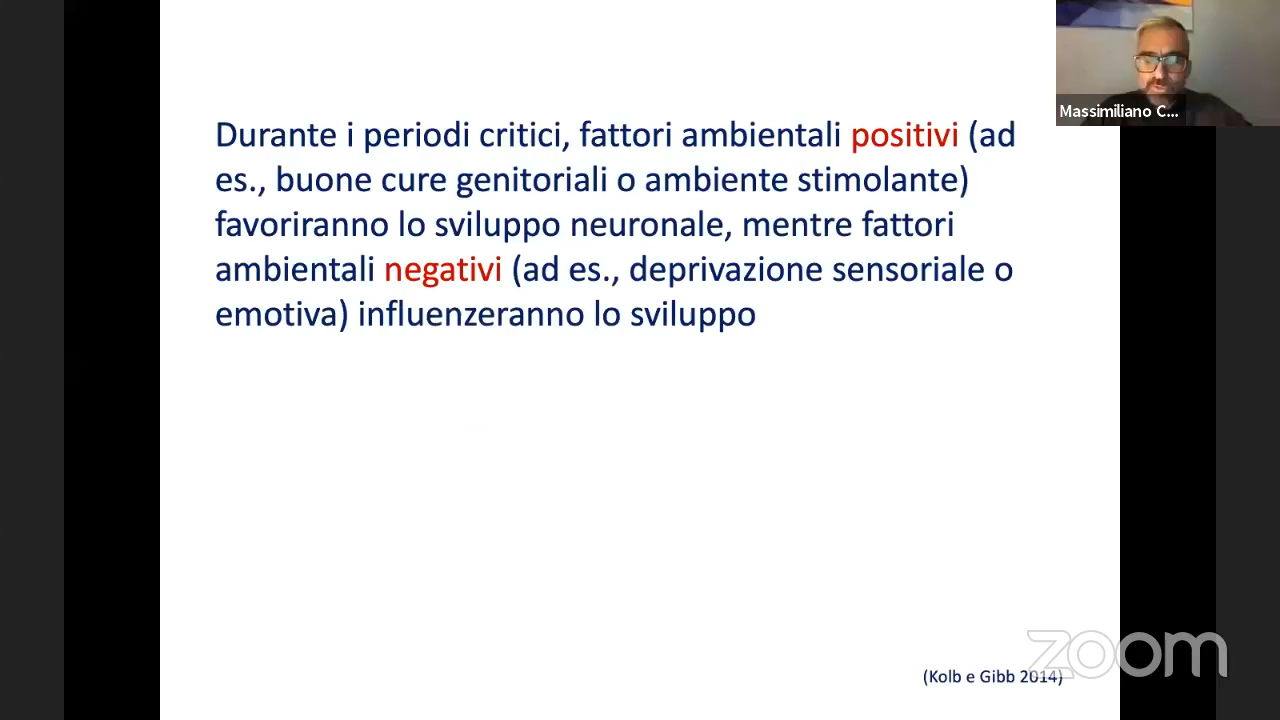 Durante i periodi critici, fattori ambientali positivi (ad
es., buone cure genitoriali o ambiente stimolante)
favoriranno lo sviluppo neuronale, mentre fattori
ambientali negativi (ad es., deprivazione sensoriale o
emotiva) influenzeranno lo sviluppo
Massimiliano C...
(Kolb e Gibb 2014)
zoom